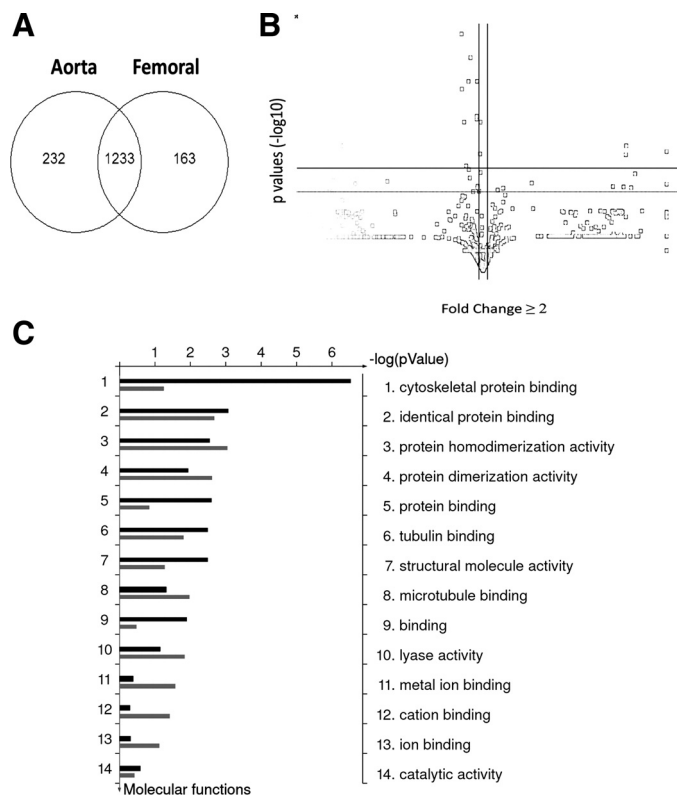 A
Aorta Femoral
232 1233 163
B
p values (-log10)
Fold Change ≥ 2
C
1 2 3 4 5 6
-log(pValue)
1
2
3
4
5
6
7
8
9
10
11
12
13
14
Molecular functions
1. cytoskeletal protein binding
2. identical protein binding
3. protein homodimerization activity
4. protein dimerization activity
5. protein binding
6. tubulin binding
7. structural molecule activity
8. microtubule binding
9. binding
10. lyase activity
11. metal ion binding
12. cation binding
13. ion binding
14. catalytic activity